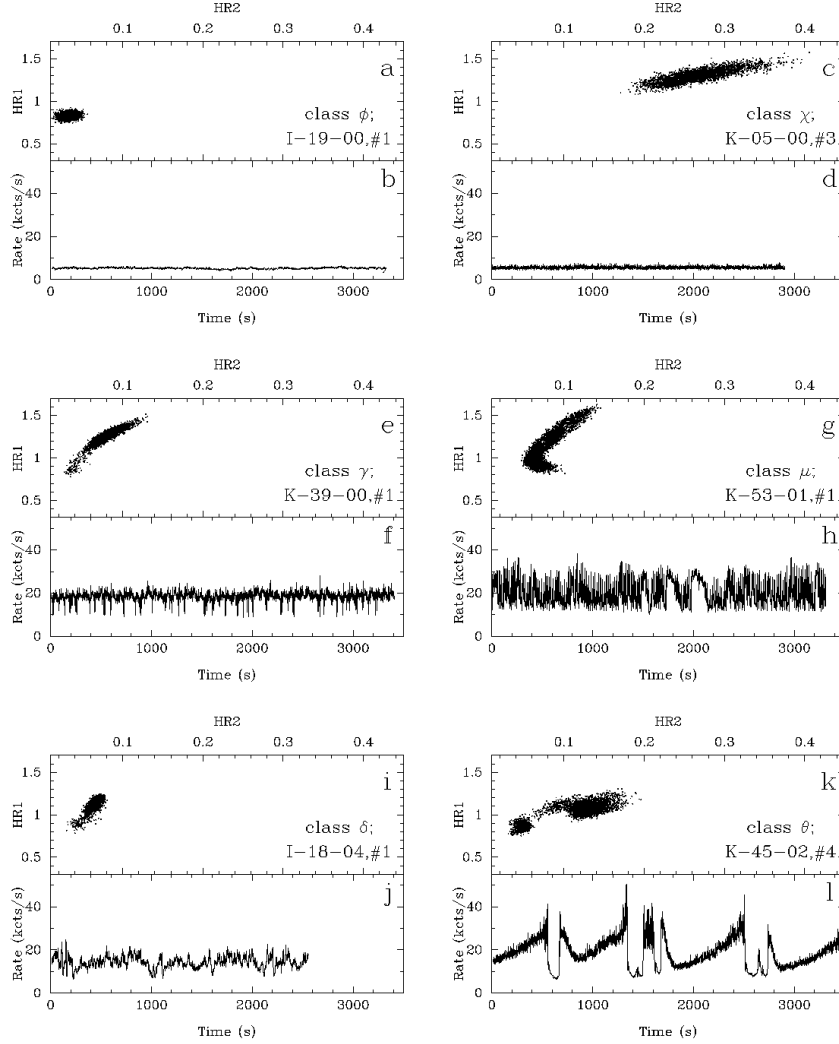 HR2 HR2
0.1 0.2 0.3 0.4 0.1 0.2 0.3 0.4
HR1 0.5 1 1.5 a HR1 0.5 1 1.5 c
class φ; class χ;
I-19-00,#1 K-05-00,#3
Rate (kcts/s) 0 20 40 b Rate (kcts/s) 0 20 40 d
0 1000 2000 3000 0 1000 2000 3000
Time (s) Time (s)
HR2 HR2
0.1 0.2 0.3 0.4 0.1 0.2 0.3 0.4
HR1 0.5 1 1.5 e HR1 0.5 1 1.5 g
class γ; class μ;
K-39-00,#1 K-53-01,#1
Rate (kcts/s) 0 20 40 f Rate (kcts/s) 0 20 40 h
0 1000 2000 3000 0 1000 2000 3000
Time (s) Time (s)
HR2 HR2
0.1 0.2 0.3 0.4 0.1 0.2 0.3 0.4
HR1 0.5 1 1.5 i HR1 0.5 1 1.5 k
class δ; class θ;
I-18-04,#1 K-45-02,#4
Rate (kcts/s) 0 20 40 j Rate (kcts/s) 0 20 40 l
0 1000 2000 3000 0 1000 2000 3000
Time (s) Time (s)